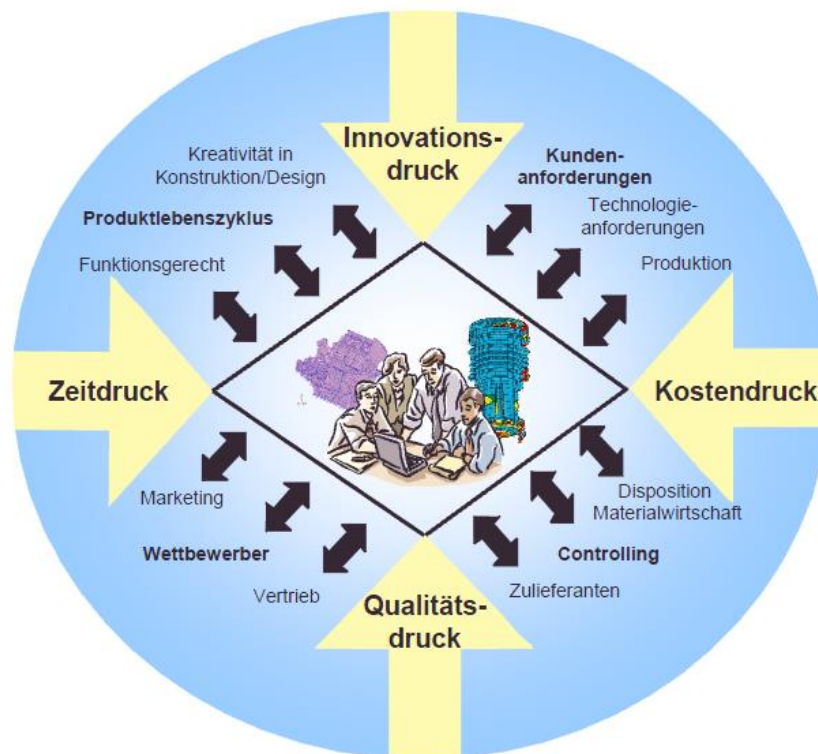 Innovations-
druck
Kreativität in
Konstruktion/Design
Produktlebenszyklus
Funktionsgerecht
Kunden-
anforderungen
Technologie-
anforderungen
Produktion
Zeitdruck
Kostendruck
Marketing
Wettbewerber
Vertrieb
Disposition
Materialwirtschaft
Controlling
Zulieferanten
Qualitäts-
druck